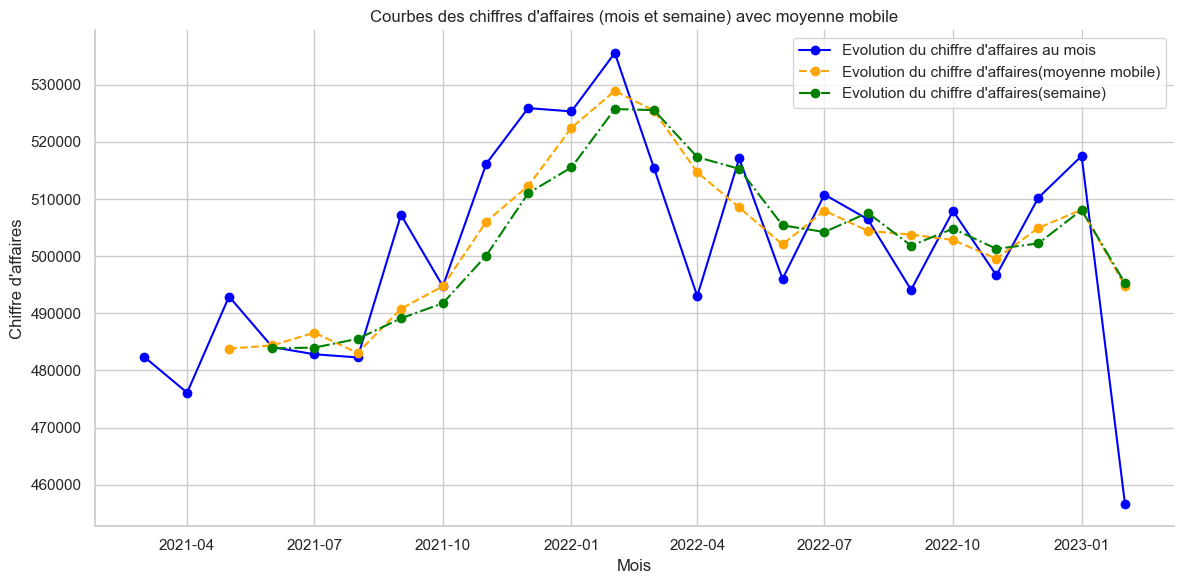 Courbes des chiffres d'affaires (mois et semaine) avec moyenne mobile
Evolution du chiffre d'affaires au mois
Evolution du chiffre d'affaires(moyenne mobile)
Evolution du chiffre d'affaires(semaine)
Chiffre d'affaires
530000
520000
510000
500000
490000
480000
470000
460000
2021-04
2021-07
2021-10
2022-01
2022-04
2022-07
2022-10
2023-01
Mois